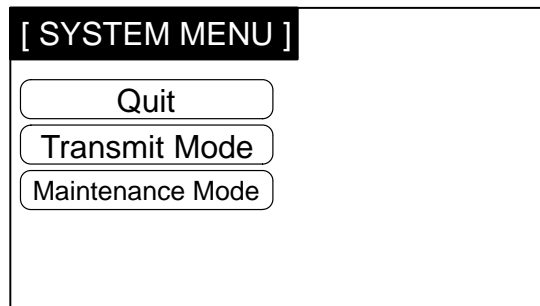 [ SYSTEM MENU ]
Quit
Transmit Mode
Maintenance Mode